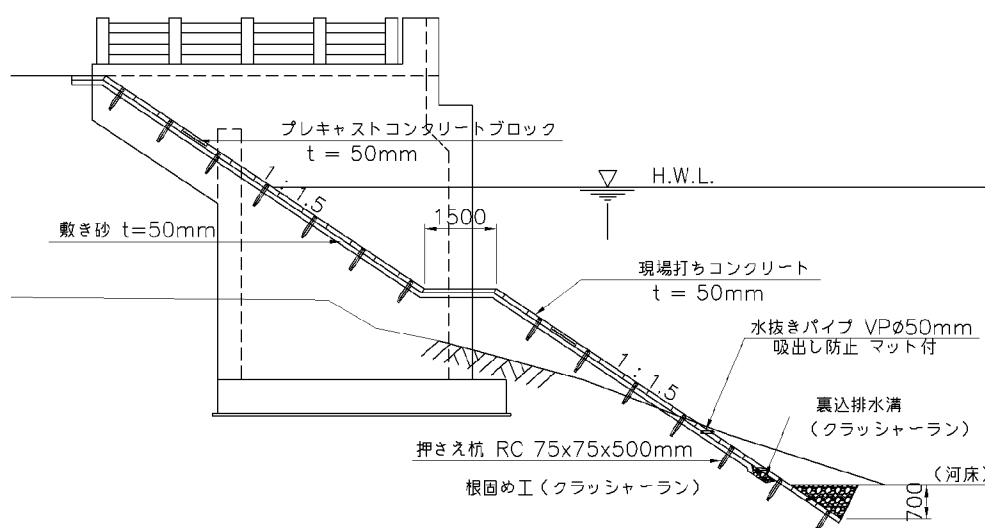 プレキャストコンクリートブロック
t = 50mm
H.W.L.
1 : 1.5
1500
敷き砂 t=50mm
現場打ちコンクリート
t = 50mm
水抜きパイプ VPø50mm
吸出し防止 マット付
1 : 1.5
裏込排水溝
(クラッシャーラン)
押さえ杭 RC 75x75x500mm
(河床)
根固め工(クラッシャーラン)
700